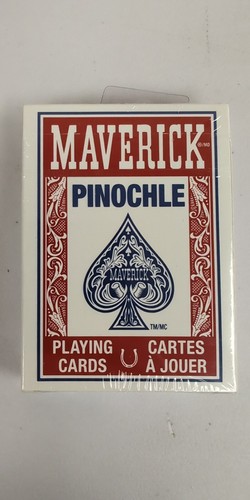 MAVERICK
PINOCHLE
MAVERICK
TM/MC
PLAYING CARTES
CARDS À JOUER